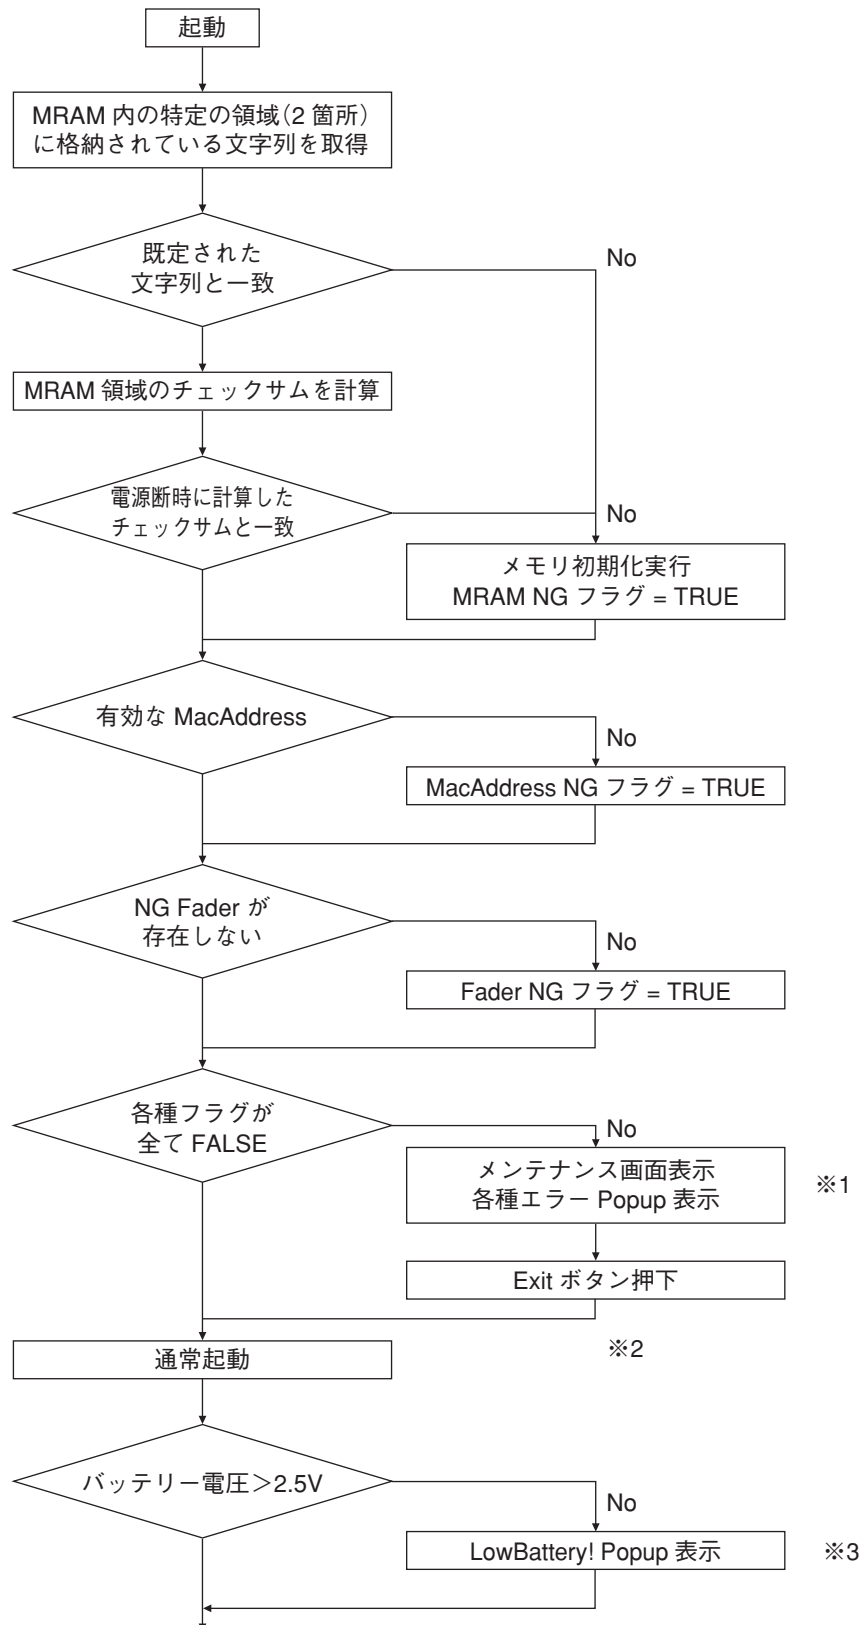 起動
MRAM 内の特定の領域(2 箇所)
に格納されている文字列を取得
既定された
文字列と一致
No
MRAM 領域のチェックサムを計算
電源断時に計算した
チェックサムと一致
No
メモリ初期化実行
MRAM NG フラグ = TRUE
有効な MacAddress
No
MacAddress NG フラグ = TRUE
NG Fader が
存在しない
No
Fader NG フラグ = TRUE
各種フラグが
全て FALSE
No
メンテナンス画面表示
各種エラー Popup 表示
※1
Exit ボタン押下
※2
通常起動
バッテリー電圧>2.5V
No
LowBattery! Popup 表示
※3